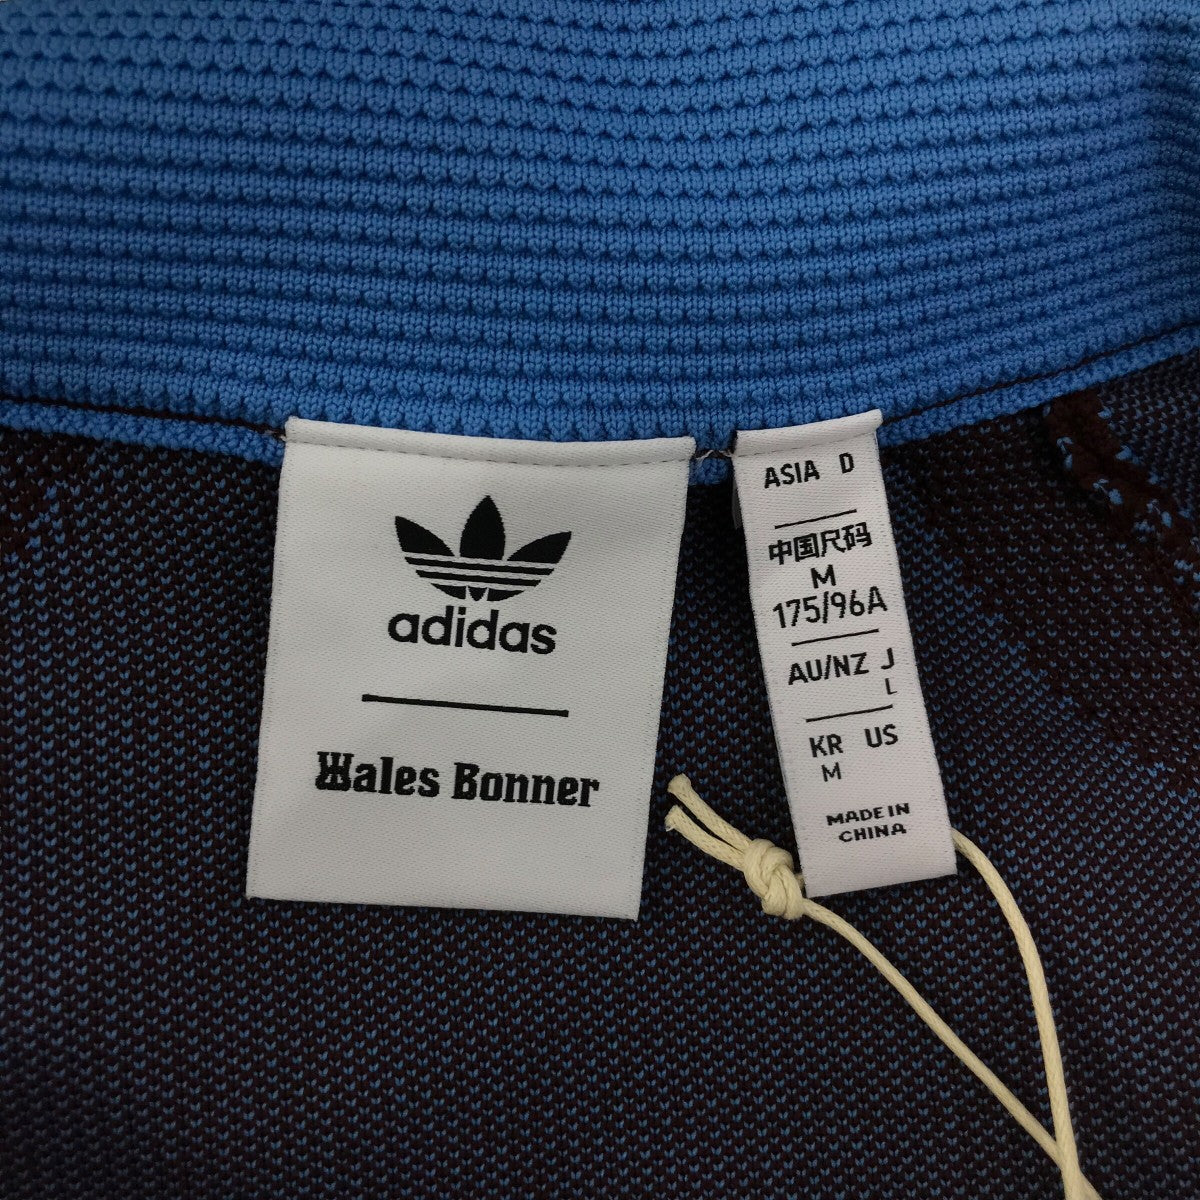 adidas
Wales Bonner
ASIA D
中国尺码
M
175/96A
AU/NZ J
L
KR US
M
MADE IN
CHINA